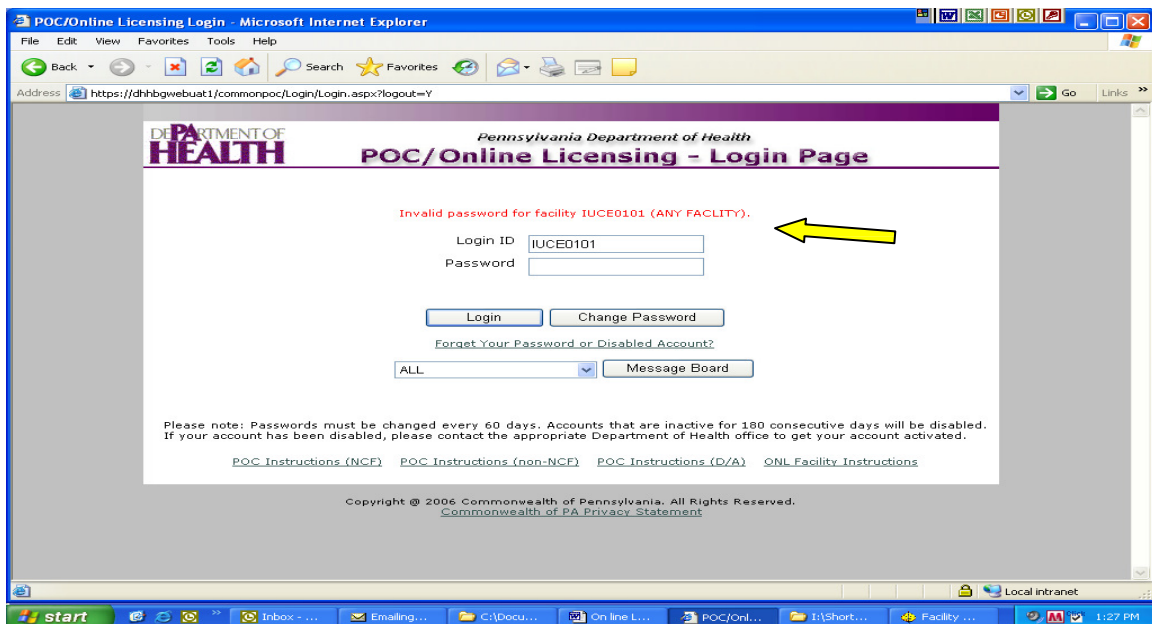 POC/Online Licensing Login - Microsoft Internet Explorer
File Edit View Favorites Tools Help
Back Search Favorites
Address https://dhhbgwebuat1/commonpoc/Login/Login.aspx?logout=Y Go Links »
DEPARTMENT OF
HEALTH
Pennsylvania Department of Health
POC/Online Licensing - Login Page
Invalid password for facility IUCE0101 (ANY FACLITY).
Login ID IUCE0101
Password
Login Change Password
Forget Your Password or Disabled Account?
ALL Message Board
Please note: Passwords must be changed every 60 days. Accounts that are inactive for 180 consecutive days will be disabled.
If your account has been disabled, please contact the appropriate Department of Health office to get your account activated.
POC Instructions (NCF) POC Instructions (non-NCF) POC Instructions (D/A) ONL Facility Instructions
Copyright @ 2006 Commonwealth of Pennsylvania. All Rights Reserved.
Commonwealth of PA Privacy Statement
Local intranet
start » Inbox - ... Emailing... C:\Docu... On line L... POC/Onl... I:\Short... Facility ... 1:27 PM